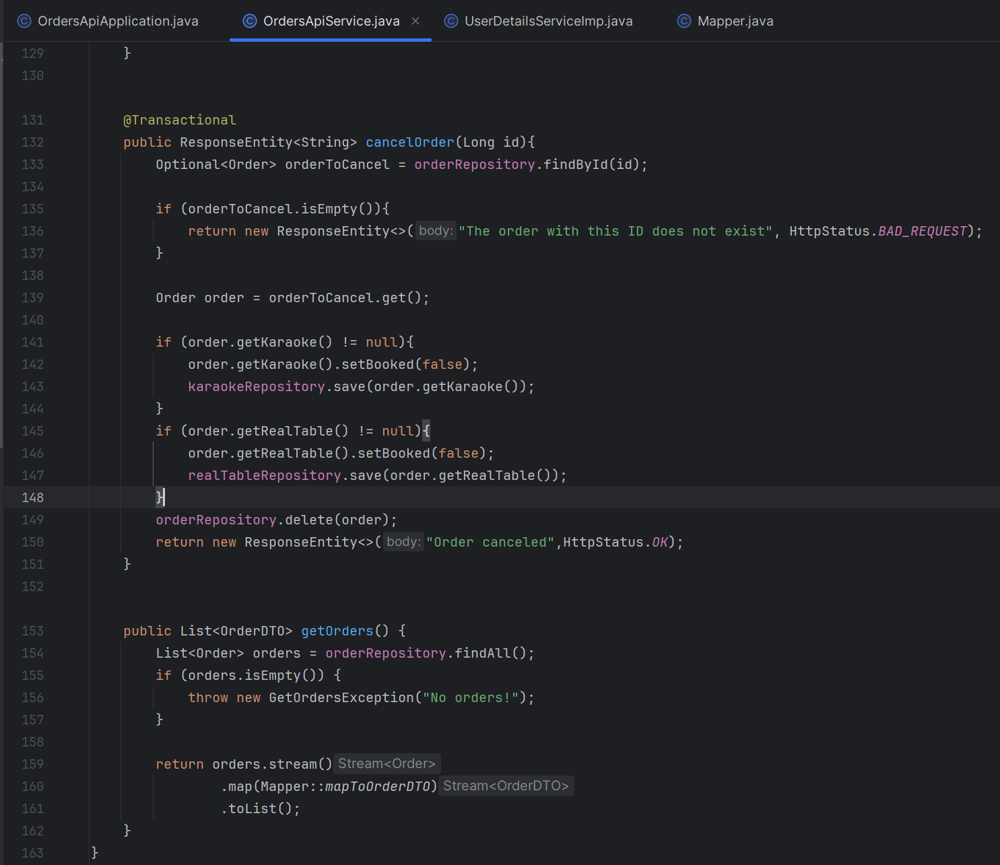 OrdersApiApplication.java OrdersApiService.java UserDetailsServiceImp.java Mapper.java
129 }
130
131 @Transactional
132 public ResponseEntity<String> cancelOrder(Long id){
133 Optional<Order> orderToCancel = orderRepository.findById(id);
134
135 if (orderToCancel.isEmpty()){
136 return new ResponseEntity<>( body: "The order with this ID does not exist", HttpStatus.BAD_REQUEST);
137 }
138
139 Order order = orderToCancel.get();
140
141 if (order.getKaraoke() != null){
142 order.getKaraoke().setBooked(false);
143 karaokeRepository.save(order.getKaraoke());
144 }
145 if (order.getRealTable() != null){
146 order.getRealTable().setBooked(false);
147 realTableRepository.save(order.getRealTable());
148 }
149 orderRepository.delete(order);
150 return new ResponseEntity<>( body: "Order canceled",HttpStatus.OK);
151 }
152
153 public List<OrderDTO> getOrders() {
154 List<Order> orders = orderRepository.findAll();
155 if (orders.isEmpty()) {
156 throw new GetOrdersException("No orders!");
157 }
158
159 return orders.stream() Stream<Order>
160 .map(Mapper::mapToOrderDTO) Stream<OrderDTO>
161 .toList();
162 }
163 }